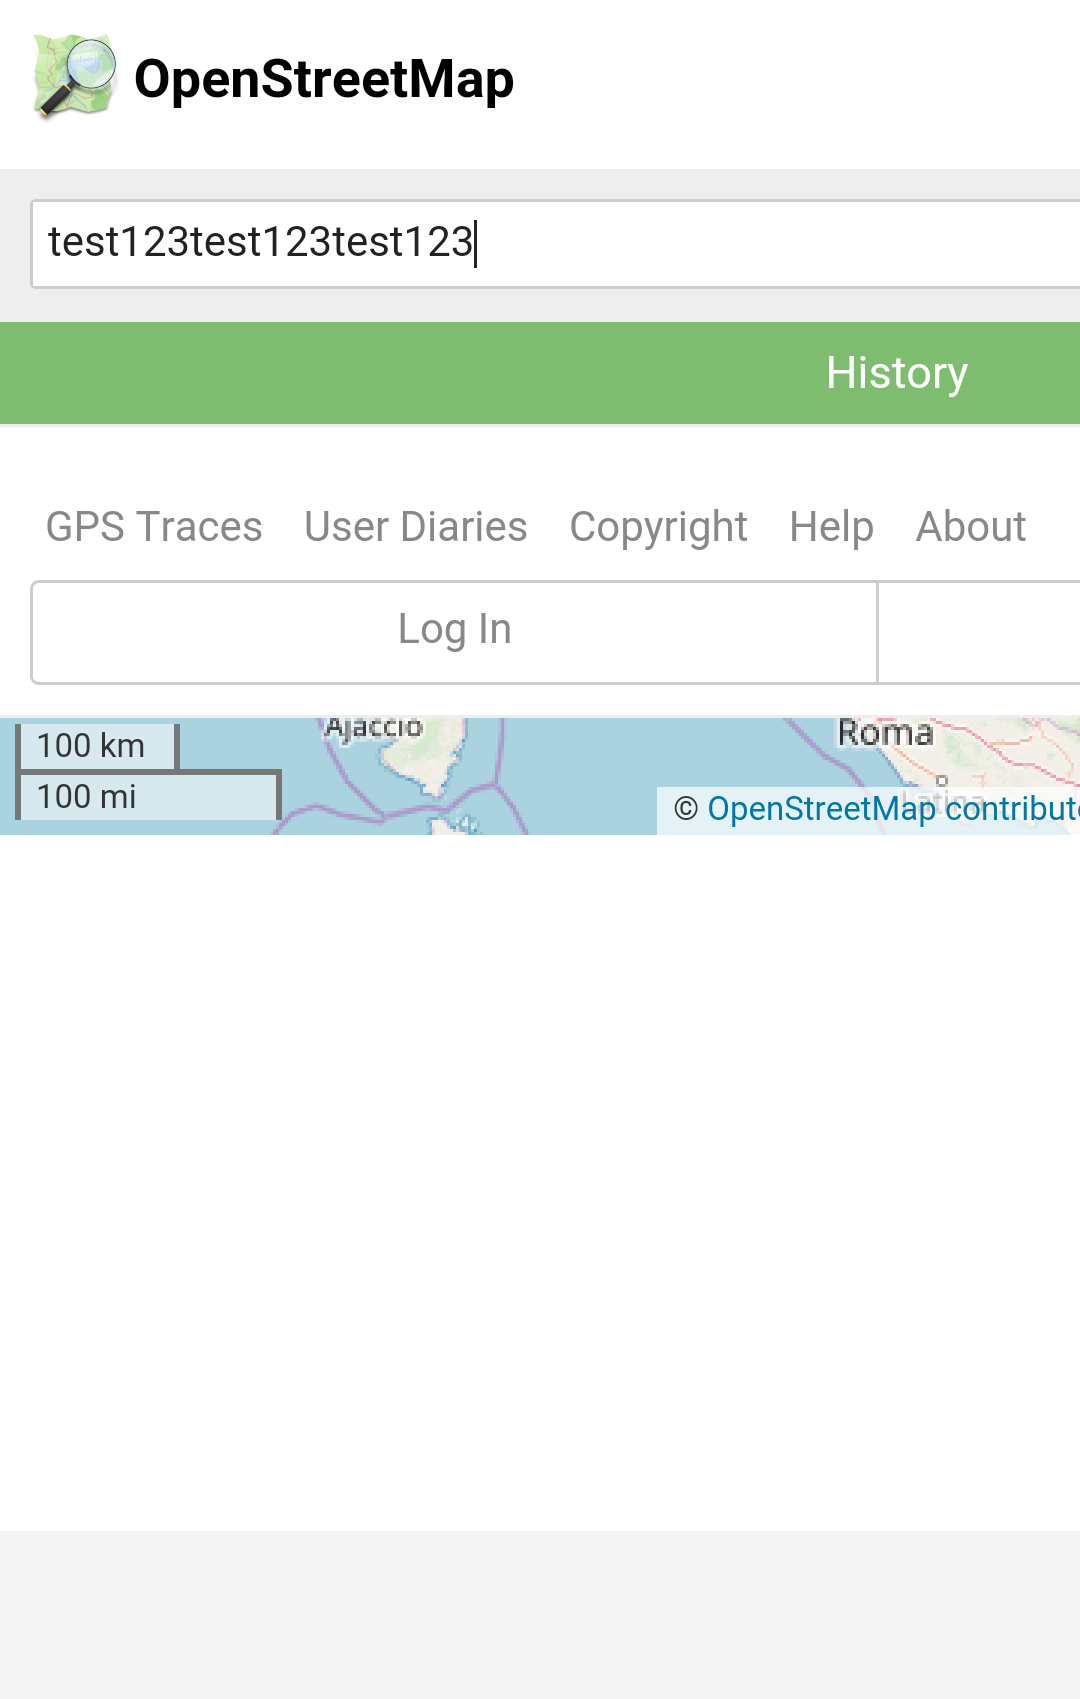 OpenStreetMap
test123test123test123
History
GPS Traces User Diaries Copyright Help About
Log In
Ajaccio
Roma
100 km
100 mi
Latina
© OpenStreetMap